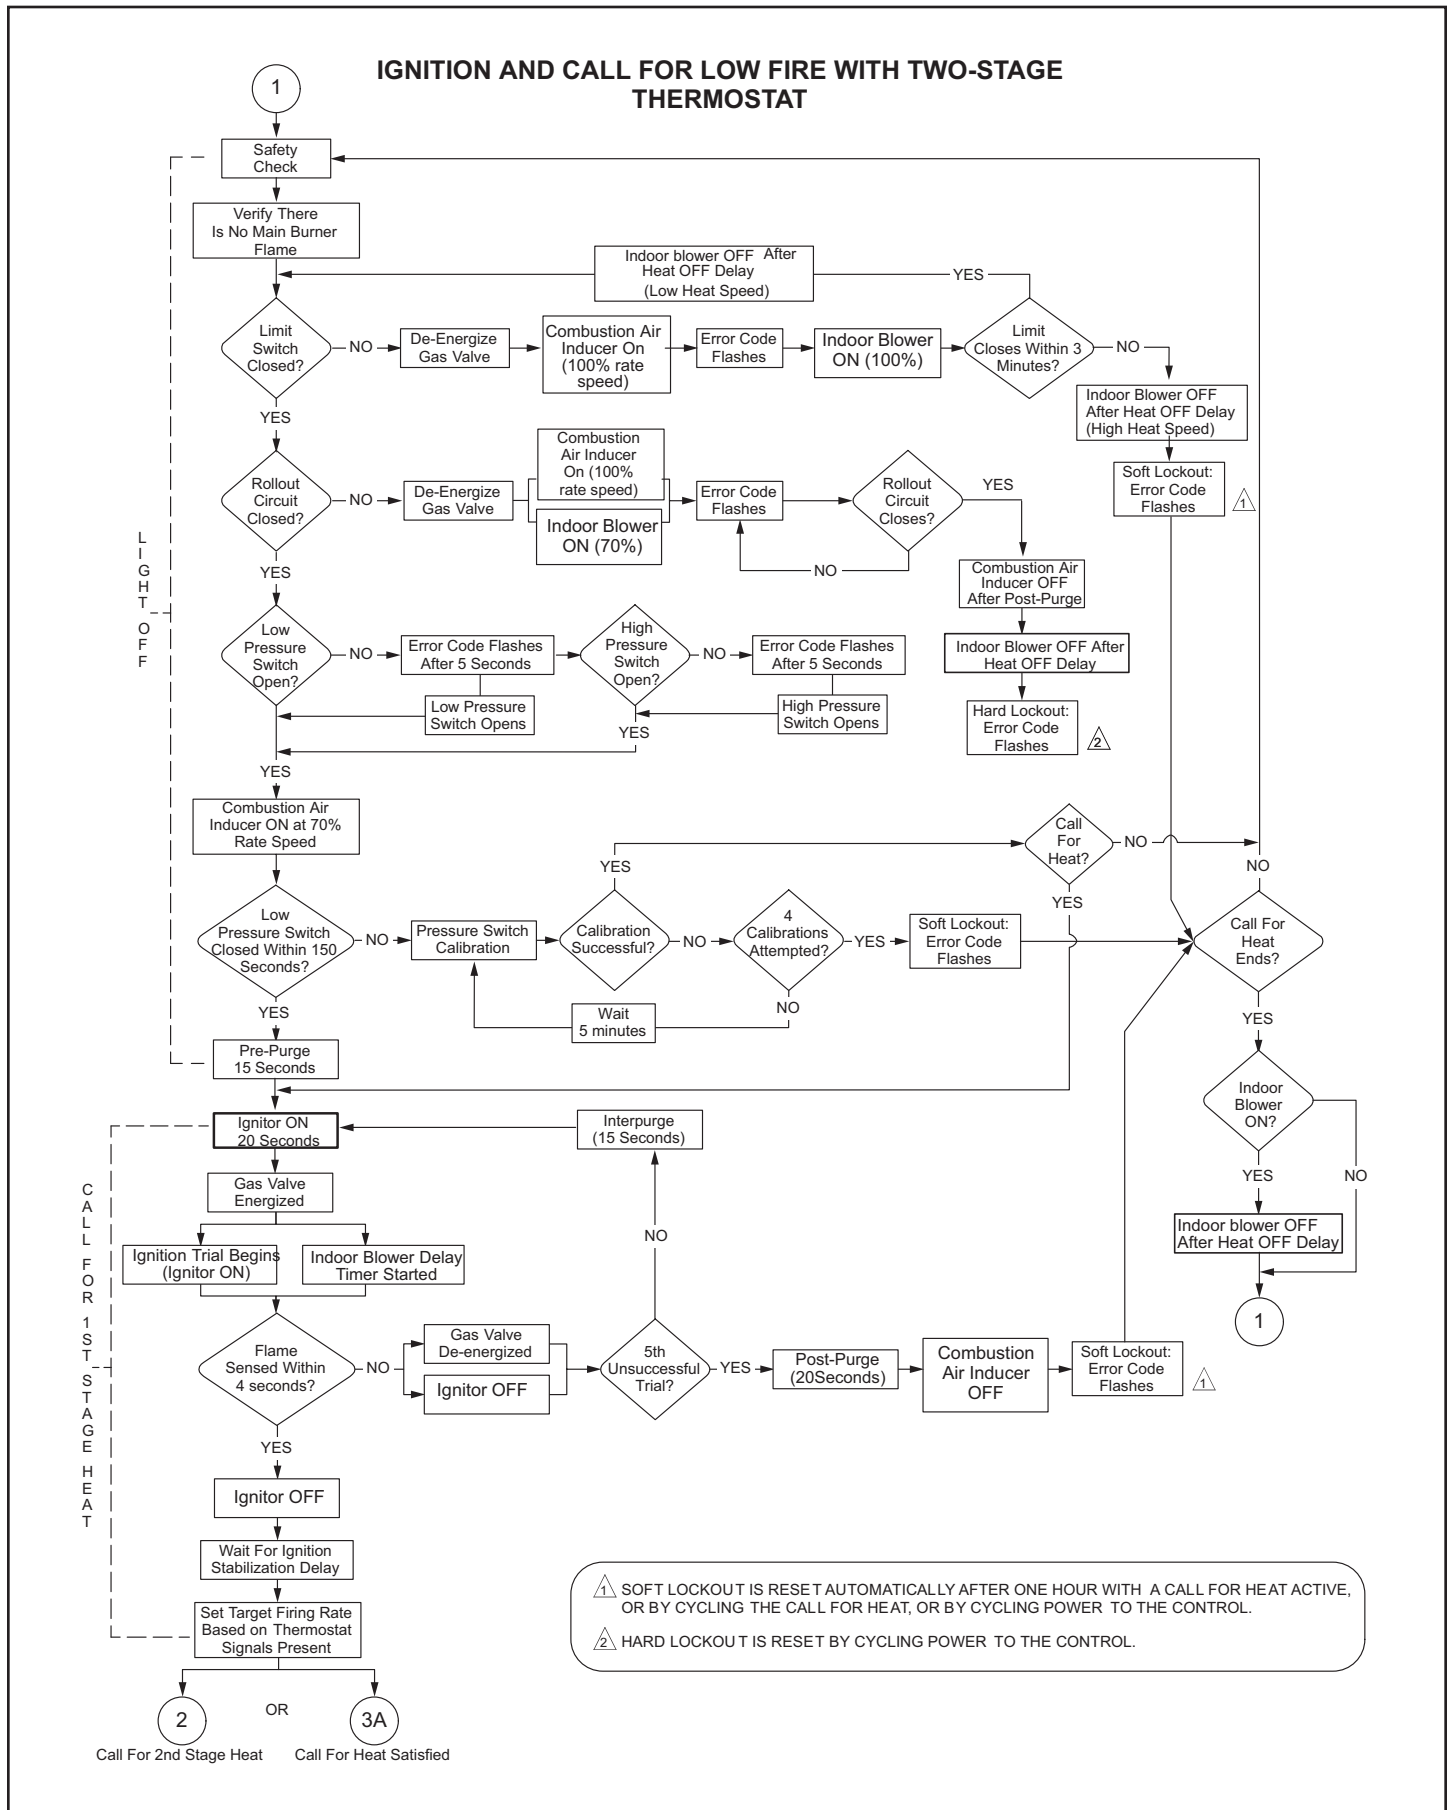 IGNITION AND CALL FOR LOW FIRE WITH TWO-STAGE
THERMOSTAT
1
Safety
Check
Verify There
Is No Main Burner
Flame
Indoor blower OFF After
Heat OFF Delay
(Low Heat Speed)
YES
Limit
Switch
Closed?
NO
De-Energize
Gas Valve
Combustion Air
Inducer On
(100% rate
speed)
Error Code
Flashes
Indoor Blower
ON (100%)
Limit
Closes Within 3
Minutes?
NO
Indoor Blower OFF
After Heat OFF Delay
(High Heat Speed)
Soft Lockout:
Error Code
Flashes
1
YES
Rollout
Circuit
Closed?
NO
De-Energize
Gas Valve
Combustion
Air Inducer
On (100%
rate speed)
Indoor Blower
ON (70%)
Error Code
Flashes
Rollout
Circuit
Closes?
YES
NO
Combustion Air
Inducer OFF
After Post-Purge
Indoor Blower OFF After
Heat OFF Delay
Hard Lockout:
Error Code
Flashes
2
LIGHT OFF
YES
Low
Pressure
Switch
Open?
NO
Error Code Flashes
After 5 Seconds
Low Pressure
Switch Opens
High
Pressure
Switch
Open?
NO
Error Code Flashes
After 5 Seconds
High Pressure
Switch Opens
YES
YES
Combustion Air
Inducer ON at 70%
Rate Speed
Low
Pressure Switch
Closed Within 150
Seconds?
NO
Pressure Switch
Calibration
Calibration
Successful?
YES
NO
4
Calibrations
Attempted?
YES
NO
Wait
5 minutes
Soft Lockout:
Error Code
Flashes
Call
For
Heat?
NO
YES
NO
Call For
Heat
Ends?
YES
Indoor
Blower
ON?
YES
NO
Indoor blower OFF
After Heat OFF Delay
1
YES
Pre-Purge
15 Seconds
Ignitor ON
20 Seconds
Interpurge
(15 Seconds)
Gas Valve
Energized
Ignition Trial Begins
(Ignitor ON)
Indoor Blower Delay
Timer Started
CALL FOR 1ST STAGE HEAT
Flame
Sensed Within
4 seconds?
NO
Gas Valve
De-energized
Ignitor OFF
5th
Unsuccessful
Trial?
NO
YES
Post-Purge
(20Seconds)
Combustion
Air Inducer
OFF
Soft Lockout:
Error Code
Flashes
1
YES
Ignitor OFF
Wait For Ignition
Stabilization Delay
Set Target Firing Rate
Based on Thermostat
Signals Present
2
OR
3A
Call For 2nd Stage Heat
Call For Heat Satisfied
1 SOFT LOCKOUT IS RESET AUTOMATICALLY AFTER ONE HOUR WITH A CALL FOR HEAT ACTIVE,
OR BY CYCLING THE CALL FOR HEAT, OR BY CYCLING POWER TO THE CONTROL.
2 HARD LOCKOUT IS RESET BY CYCLING POWER TO THE CONTROL.